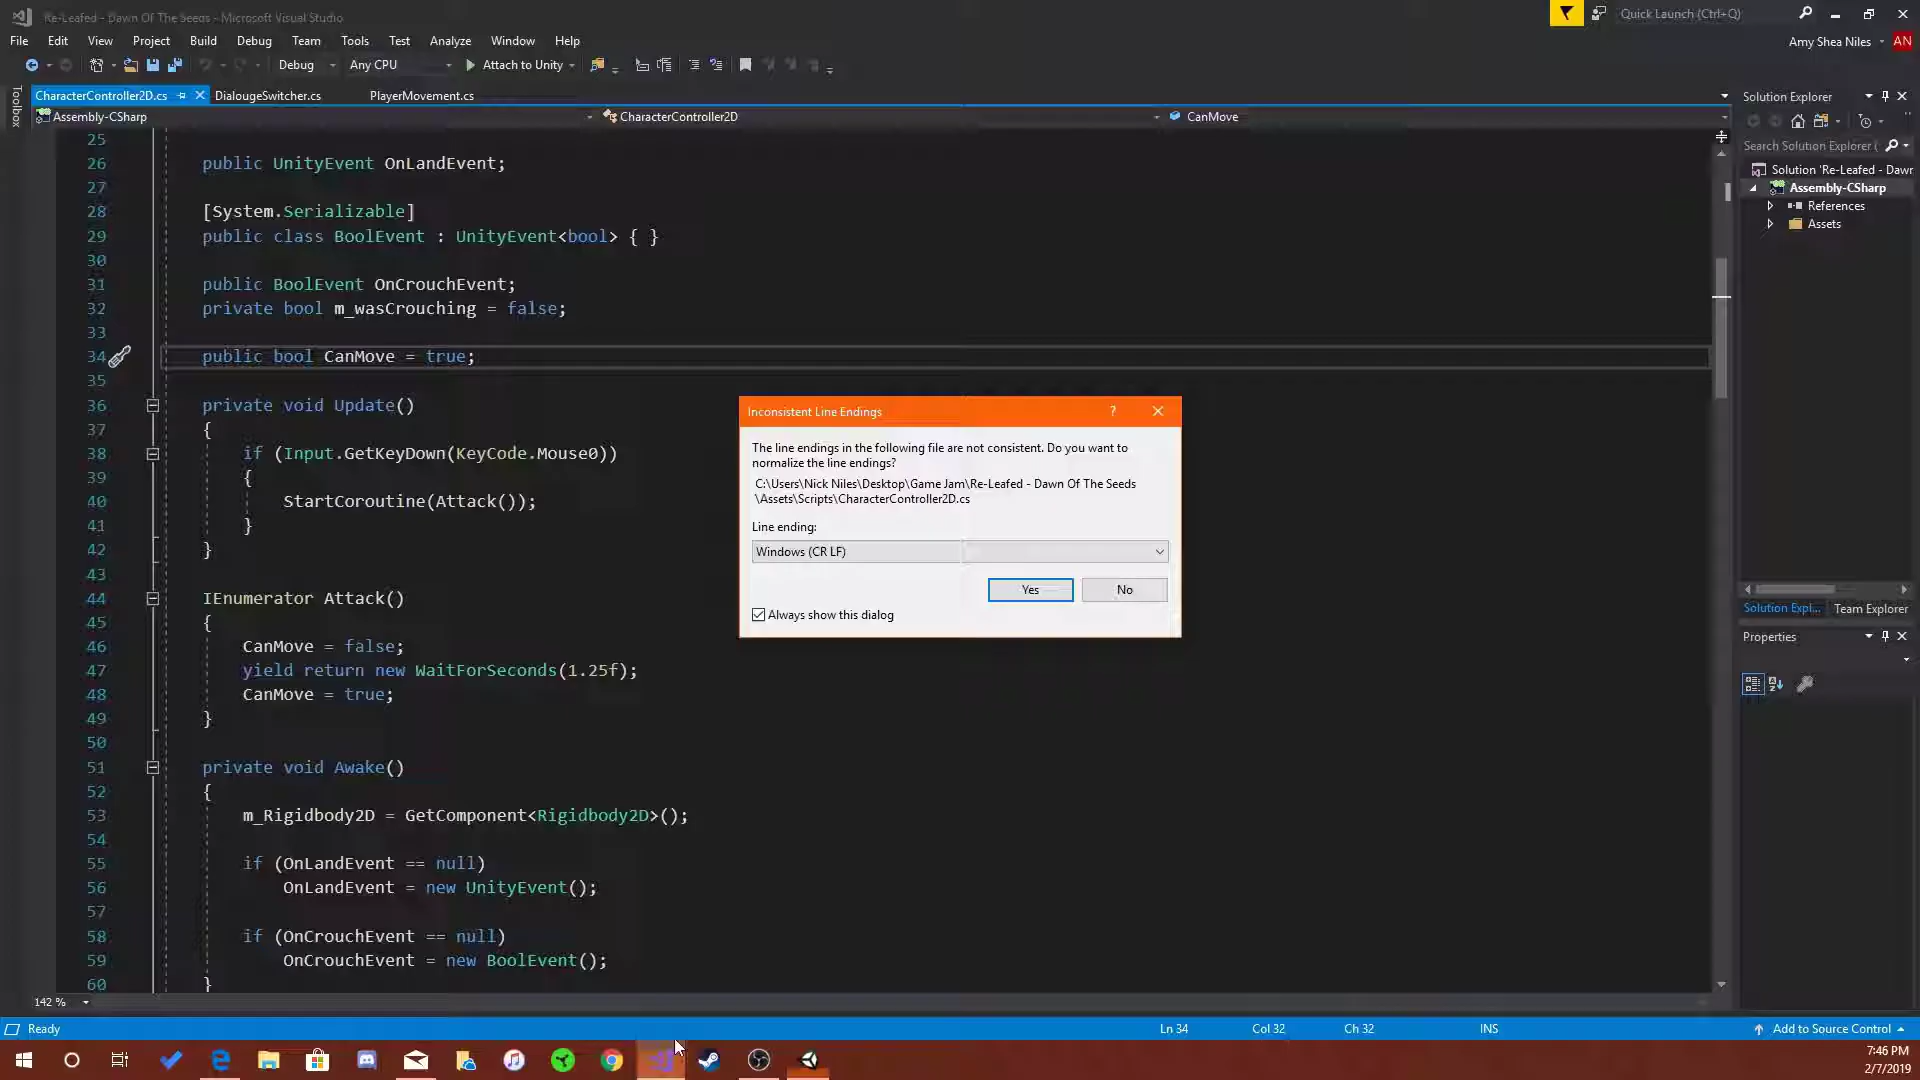 Re-Leafed - Dawn Of The Seeds - Microsoft Visual Studio
Quick Launch (Ctrl+Q)
File Edit View Project Build Debug Team Tools Test Analyze Window Help
Amy Shea Niles AN
Debug Any CPU Attach to Unity
Toolbox
CharacterController2D.cs DialougeSwitcher.cs PlayerMovement.cs
Assembly-CSharp CharacterController2D CanMove
25
26 public UnityEvent OnLandEvent;
27
28 [System.Serializable]
29 public class BoolEvent : UnityEvent<bool> { }
30
31 public BoolEvent OnCrouchEvent;
32 private bool m_wasCrouching = false;
33
34 public bool CanMove = true;
35
36 private void Update()
37 {
38 if (Input.GetKeyDown(KeyCode.Mouse0))
39 {
40 StartCoroutine(Attack());
41 }
42 }
43
44 IEnumerator Attack()
45 {
46 CanMove = false;
47 yield return new WaitForSeconds(1.25f);
48 CanMove = true;
49 }
50
51 private void Awake()
52 {
53 m_Rigidbody2D = GetComponent<Rigidbody2D>();
54
55 if (OnLandEvent == null)
56 OnLandEvent = new UnityEvent();
57
58 if (OnCrouchEvent == null)
59 OnCrouchEvent = new BoolEvent();
60 }
Inconsistent Line Endings
The line endings in the following file are not consistent. Do you want to
normalize the line endings?
C:\Users\Nick Niles\Desktop\Game Jam\Re-Leafed - Dawn Of The Seeds
\Assets\Scripts\CharacterController2D.cs
Line ending:
Windows (CR LF)
Yes No
Always show this dialog
Solution Explorer
Search Solution Explorer (
Solution 'Re-Leafed - Dawr
Assembly-CSharp
References
Assets
Solution Expl... Team Explorer
Properties
142 %
Ready Ln 34 Col 32 Ch 32 INS Add to Source Control
7:46 PM
2/7/2019